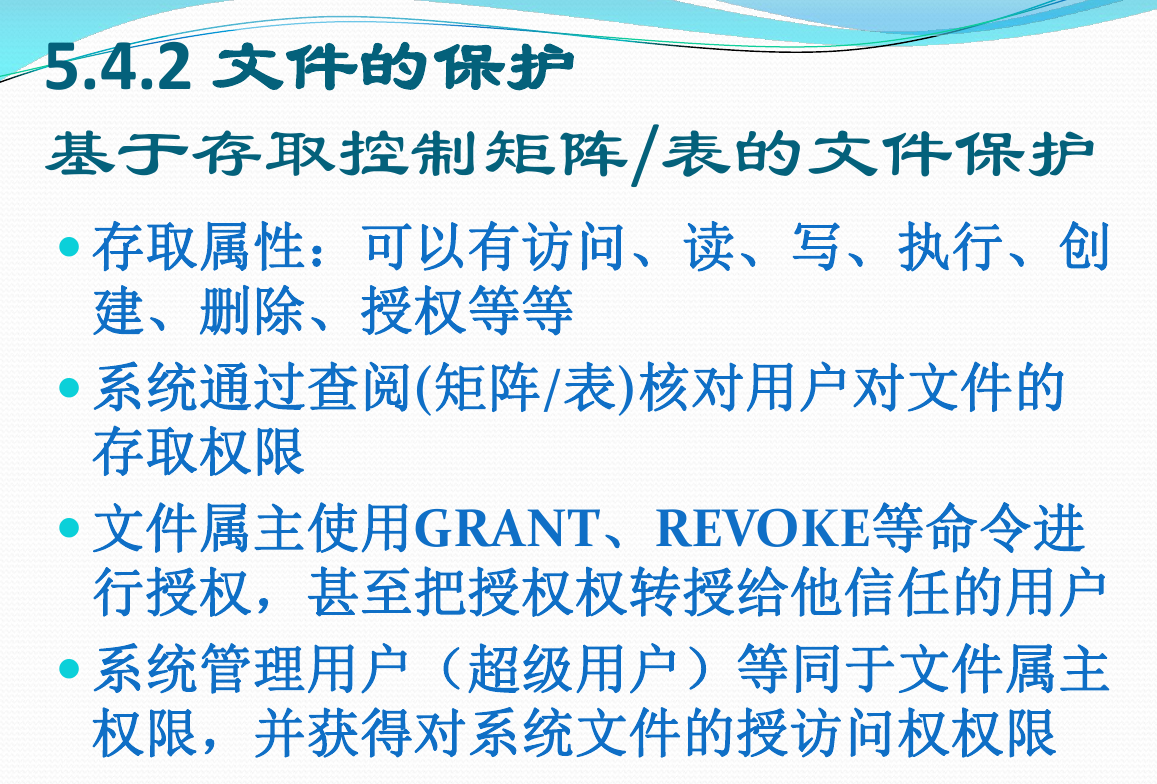 5.4.2 文件的保护
基于存取控制矩阵/表的文件保护
•存取属性：可以有访问、读、写、执行、创
建、删除、授权等等
•系统通过查阅(矩阵/表)核对用户对文件的
存取权限
•文件属主使用GRANT、REVOKE等命令进
行授权，甚至把授权权转授给他信任的用户
•系统管理用户（超级用户）等同于文件属主
权限，并获得对系统文件的授访问权权限